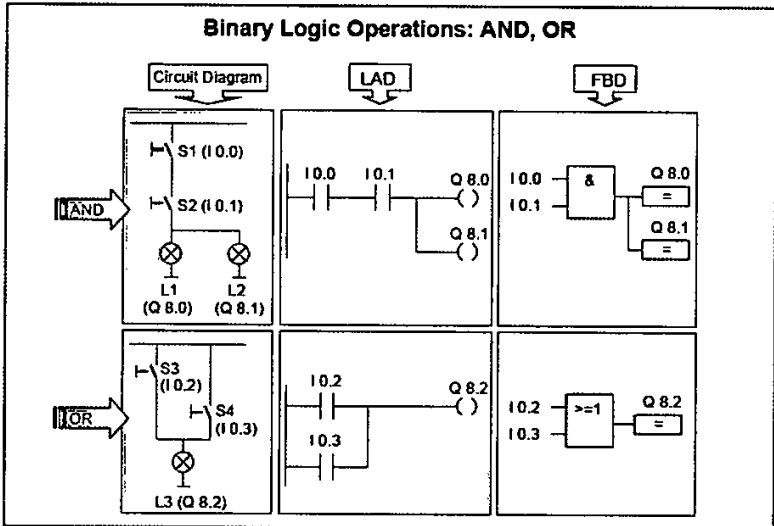 Binary Logic Operations: AND, OR
Circuit Diagram
LAD
FBD
AND
S1 (I 0.0)
S2 (I 0.1)
L1
(Q 8.0)
L2
(Q 8.1)
I 0.0
I 0.1
Q 8.0
( )
Q 8.1
( )
I 0.0
I 0.1
&
Q 8.0
=
Q 8.1
=
OR
S3
(I 0.2)
S4
(I 0.3)
L3 (Q 8.2)
I 0.2
Q 8.2
( )
I 0.3
I 0.2
I 0.3
>=1
Q 8.2
=